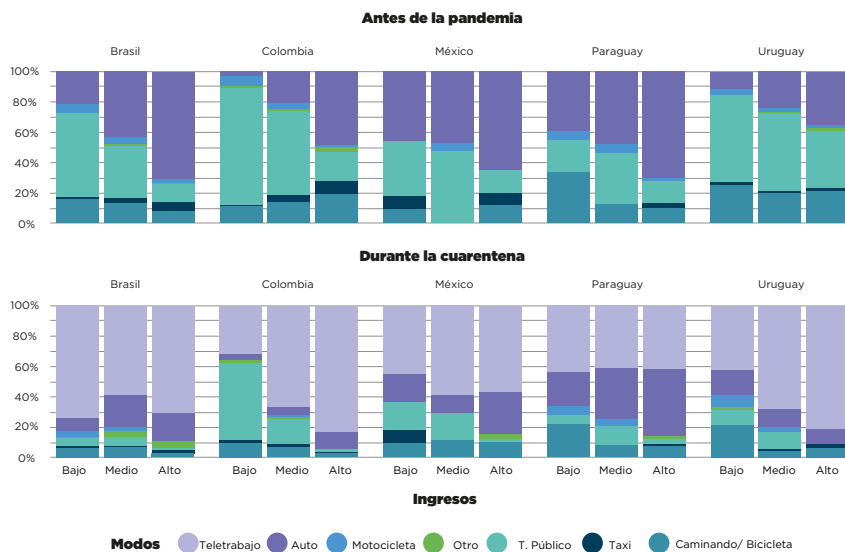 Antes de la pandemia
Brasil Colombia México Paraguay Uruguay
100%
80%
60%
40%
20%
0%
Durante la cuarentena
Brasil Colombia México Paraguay Uruguay
100%
80%
60%
40%
20%
0%
Bajo Medio Alto Bajo Medio Alto Bajo Medio Alto Bajo Medio Alto Bajo Medio Alto
Ingresos
Modos Teletrabajo Auto Motocicleta Otro T. Público Taxi Caminando/ Bicicleta